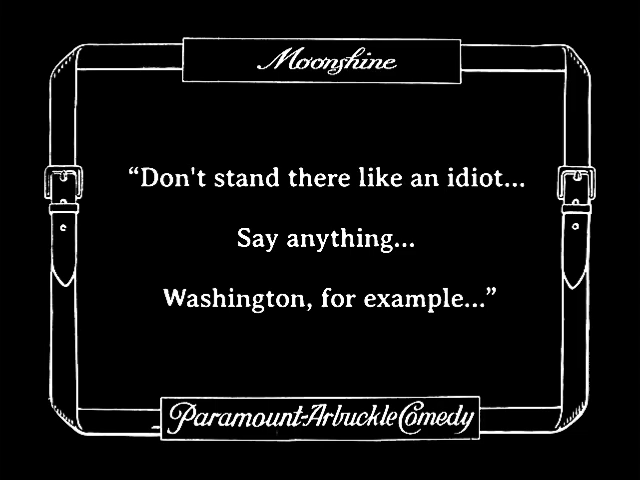 Moonshine
“Don't stand there like an idiot...
Say anything...
Washington, for example...”
Paramount-Arbuckle Comedy